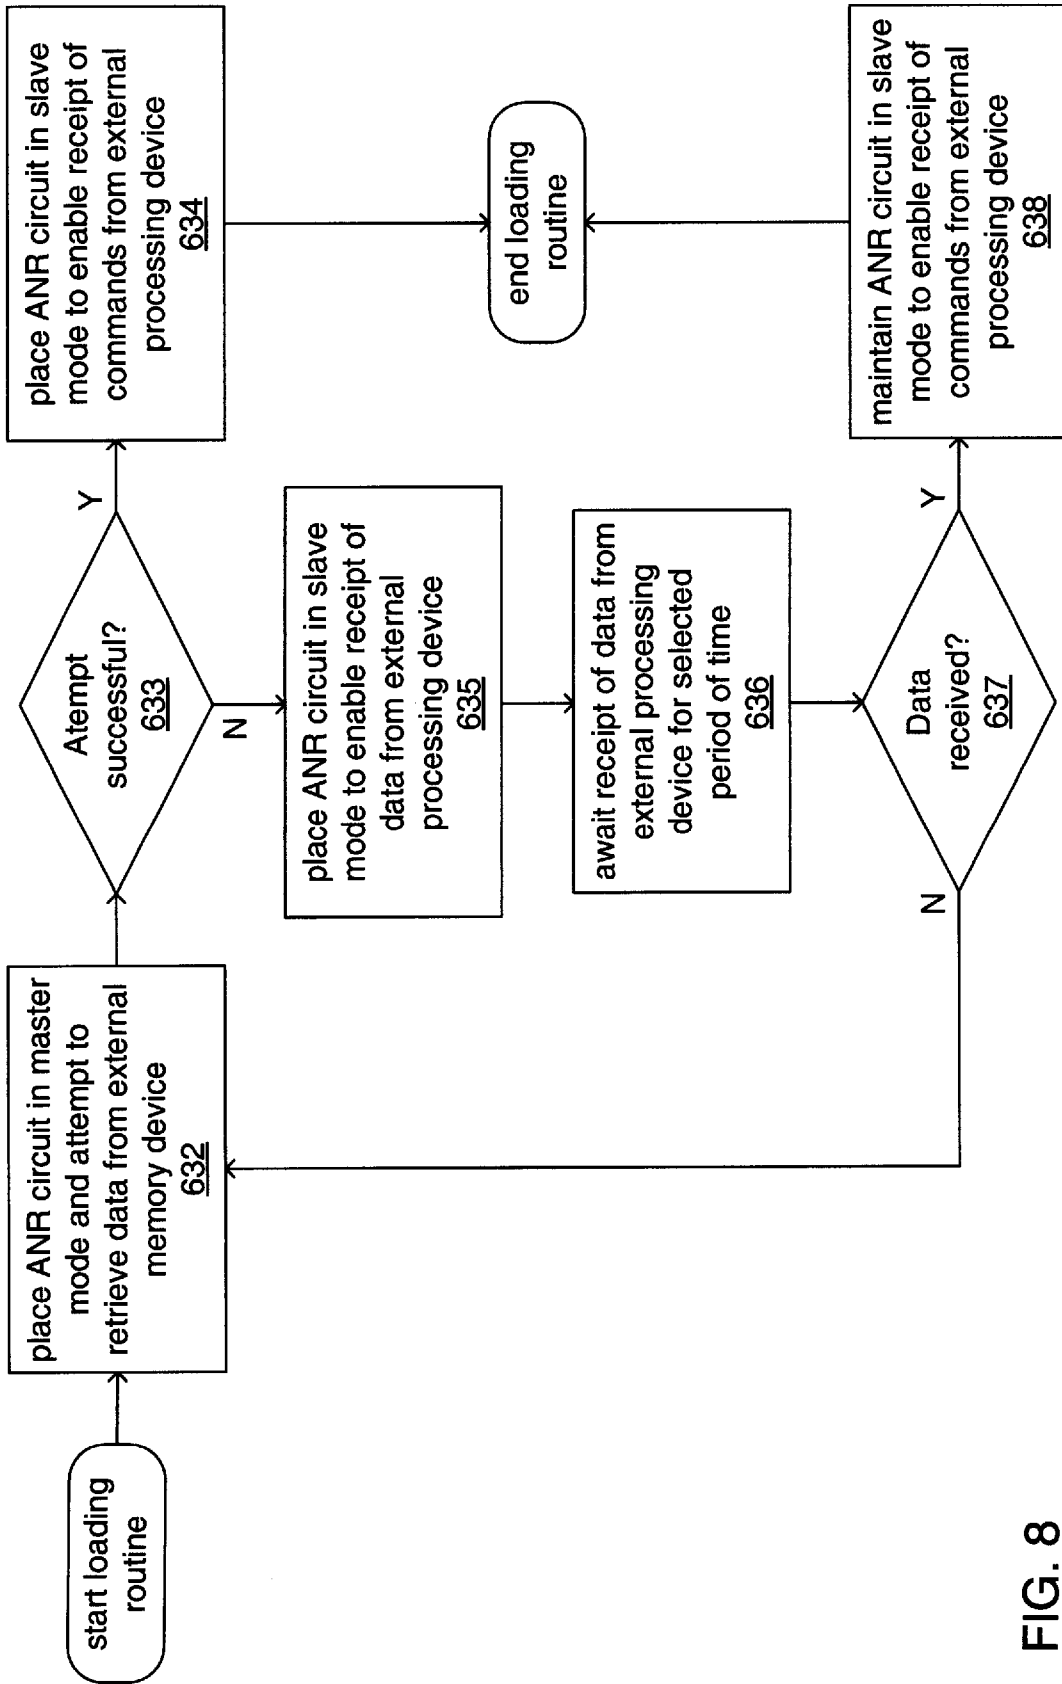 start loading
routine
place ANR circuit in master
mode and attempt to
retrieve data from external
memory device
632
Atempt
successful?
633
Y
N
place ANR circuit in slave
mode to enable receipt of
commands from external
processing device
634
place ANR circuit in slave
mode to enable receipt of
data from external
processing device
635
await receipt of data from
external processing
device for selected
period of time
636
Data
received?
637
N
Y
maintain ANR circuit in slave
mode to enable receipt of
commands from external
processing device
638
end loading
routine
FIG. 8